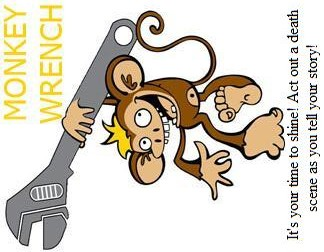 MONKEY
WRENCH
It's your time to shine! Act out a death
scene as you tell your story!